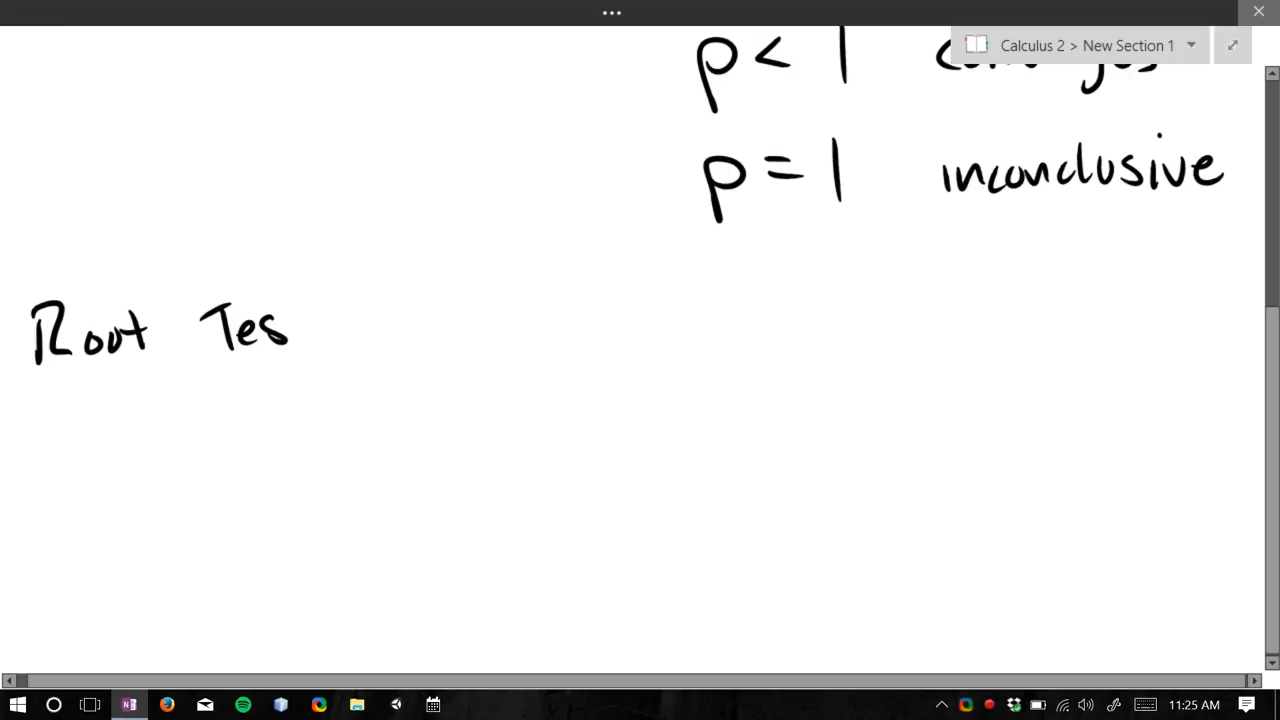 ...
Calculus 2 > New Section 1
p < 1
p = 1 inconclusive
Root Tes
11:25 AM